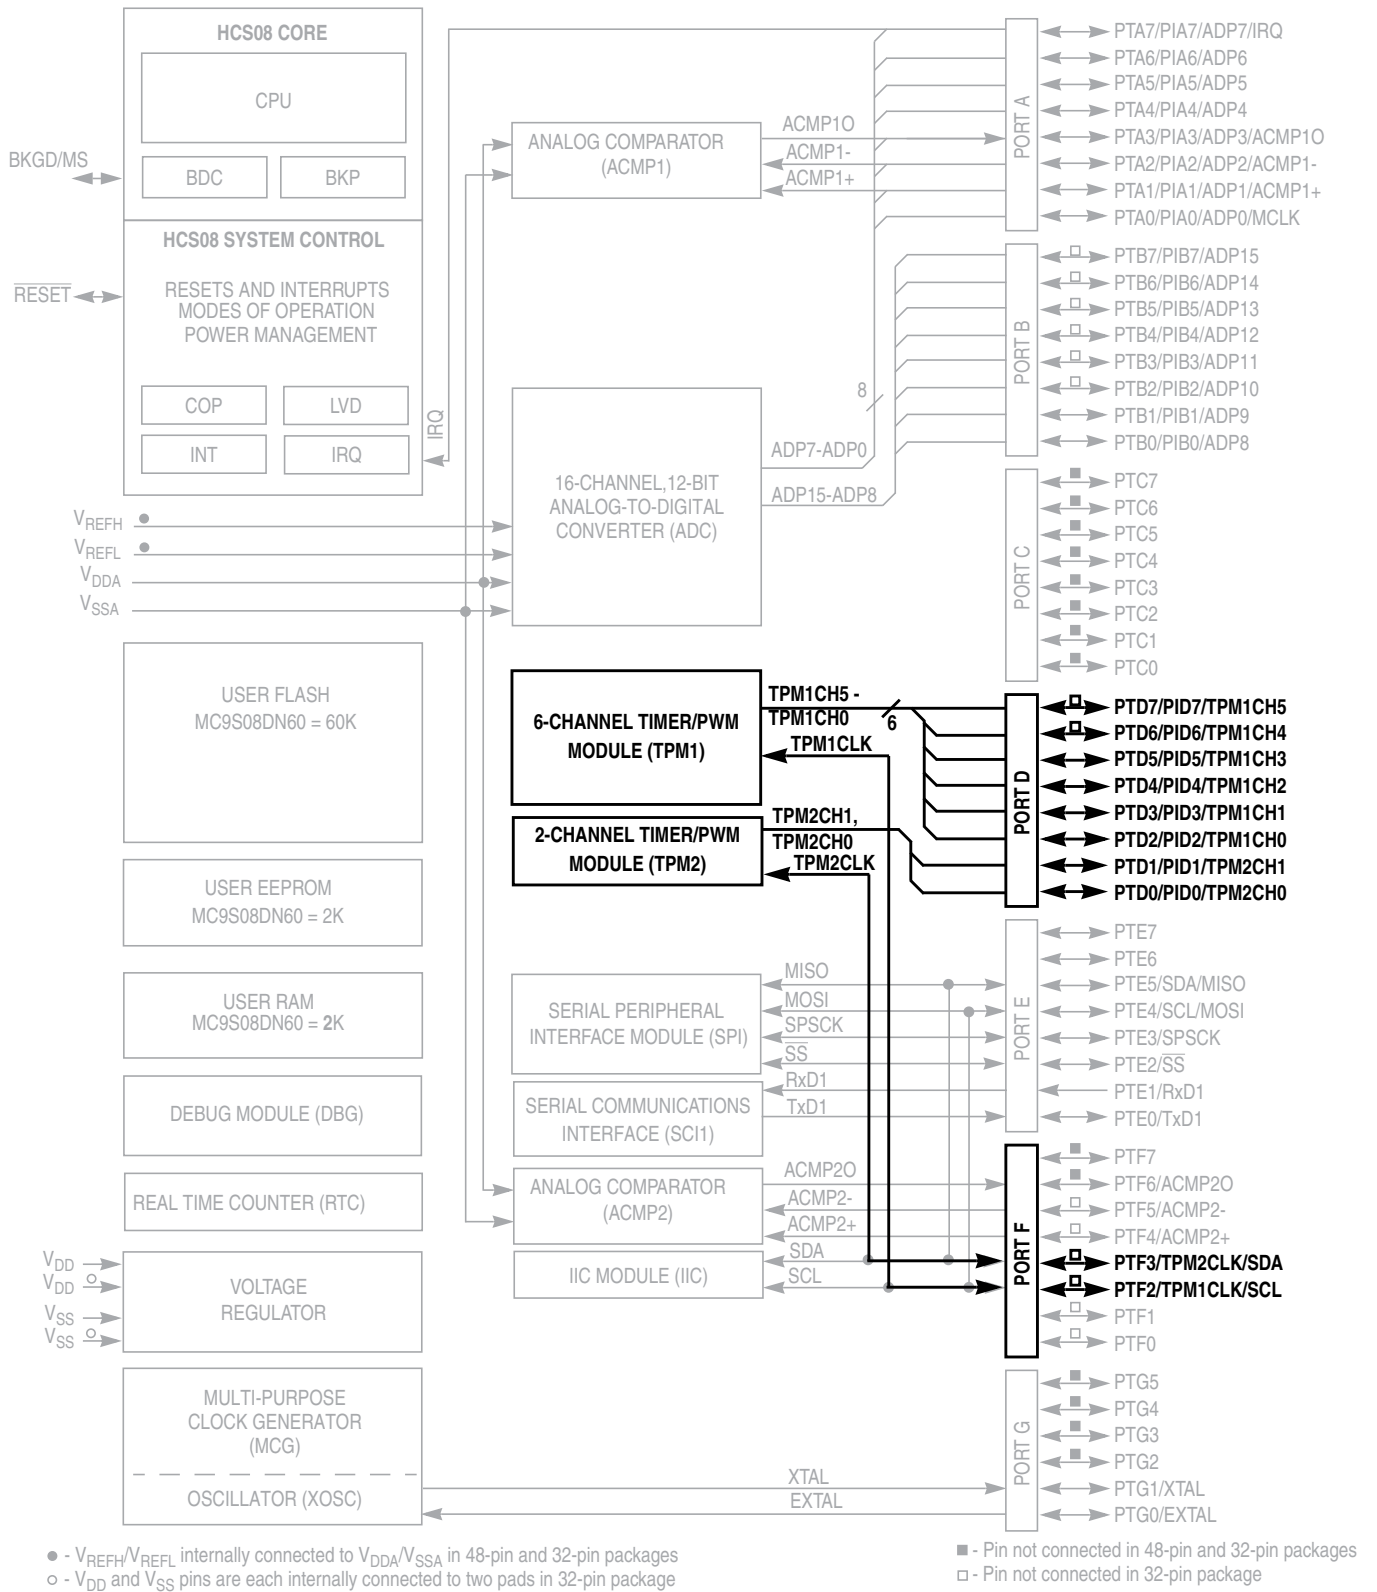 HCS08 CORE
CPU
BDC
BKP
BKGD/MS
HCS08 SYSTEM CONTROL
RESETS AND INTERRUPTS
MODES OF OPERATION
POWER MANAGEMENT
RESET
COP
LVD
INT
IRQ
IRQ
VREFH
VREFL
VDDA
VSSA
USER FLASH
MC9S08DN60 = 60K
USER EEPROM
MC9S08DN60 = 2K
USER RAM
MC9S08DN60 = 2K
DEBUG MODULE (DBG)
REAL TIME COUNTER (RTC)
VDD
VDD
VSS
VSS
VOLTAGE
REGULATOR
MULTI-PURPOSE
CLOCK GENERATOR
(MCG)
OSCILLATOR (XOSC)
ANALOG COMPARATOR
(ACMP1)
ACMP1O
ACMP1-
ACMP1+
16-CHANNEL,12-BIT
ANALOG-TO-DIGITAL
CONVERTER (ADC)
8
ADP7-ADP0
ADP15-ADP8
6-CHANNEL TIMER/PWM
MODULE (TPM1)
TPM1CH5 -
TPM1CH0
6
TPM1CLK
2-CHANNEL TIMER/PWM
MODULE (TPM2)
TPM2CH1,
TPM2CH0
TPM2CLK
SERIAL PERIPHERAL
INTERFACE MODULE (SPI)
MISO
MOSI
SPSCK
SS
SERIAL COMMUNICATIONS
INTERFACE (SCI1)
RxD1
TxD1
ANALOG COMPARATOR
(ACMP2)
ACMP2O
ACMP2-
ACMP2+
IIC MODULE (IIC)
SDA
SCL
XTAL
EXTAL
PORT A
PTA7/PIA7/ADP7/IRQ
PTA6/PIA6/ADP6
PTA5/PIA5/ADP5
PTA4/PIA4/ADP4
PTA3/PIA3/ADP3/ACMP1O
PTA2/PIA2/ADP2/ACMP1-
PTA1/PIA1/ADP1/ACMP1+
PTA0/PIA0/ADP0/MCLK
PORT B
PTB7/PIB7/ADP15
PTB6/PIB6/ADP14
PTB5/PIB5/ADP13
PTB4/PIB4/ADP12
PTB3/PIB3/ADP11
PTB2/PIB2/ADP10
PTB1/PIB1/ADP9
PTB0/PIB0/ADP8
PORT C
PTC7
PTC6
PTC5
PTC4
PTC3
PTC2
PTC1
PTC0
PORT D
PTD7/PID7/TPM1CH5
PTD6/PID6/TPM1CH4
PTD5/PID5/TPM1CH3
PTD4/PID4/TPM1CH2
PTD3/PID3/TPM1CH1
PTD2/PID2/TPM1CH0
PTD1/PID1/TPM2CH1
PTD0/PID0/TPM2CH0
PORT E
PTE7
PTE6
PTE5/SDA/MISO
PTE4/SCL/MOSI
PTE3/SPSCK
PTE2/SS
PTE1/RxD1
PTE0/TxD1
PORT F
PTF7
PTF6/ACMP2O
PTF5/ACMP2-
PTF4/ACMP2+
PTF3/TPM2CLK/SDA
PTF2/TPM1CLK/SCL
PTF1
PTF0
PORT G
PTG5
PTG4
PTG3
PTG2
PTG1/XTAL
PTG0/EXTAL
● - VREFH/VREFL internally connected to VDDA/VSSA in 48-pin and 32-pin packages
○ - VDD and VSS pins are each internally connected to two pads in 32-pin package
■ - Pin not connected in 48-pin and 32-pin packages
□ - Pin not connected in 32-pin package